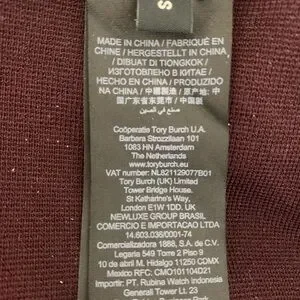 S
MADE IN CHINA / FABRIQUÉ EN
CHINE / HERGESTELLT IN CHINA
/ DIBUAT DI TIONGKOK /
ИЗГОТОВЛЕНО В КИТАЕ /
HECHO EN CHINA / PRODUZIDO
NA CHINA / 中國製造 / 原产地: 中
国广东省东莞市 / 中国製
صنع في الصين
Coöperatie Tory Burch U.A.
Barbara Strozzilaan 101
1083 HN Amsterdam
The Netherlands
www.toryburch.eu
VAT number: NL821129077B01
Tory Burch (UK) Limited
Tower Bridge House,
St Katharine's Way,
London E1W 1DD. UK
NEWLUXE GROUP BRASIL
COMERCIO E IMPORTACAO LTDA
14.603.036/0001-74
Comercializadora 1888, S.A. de C.V.
Legaria 549 Torre 2 Piso 9
10 de abril M. Hidalgo 11250 CDMX
Mexico RFC: CMO101104D21
Importir: PT. Rubina Watch Indonesia
Generali Tower Lt. 23